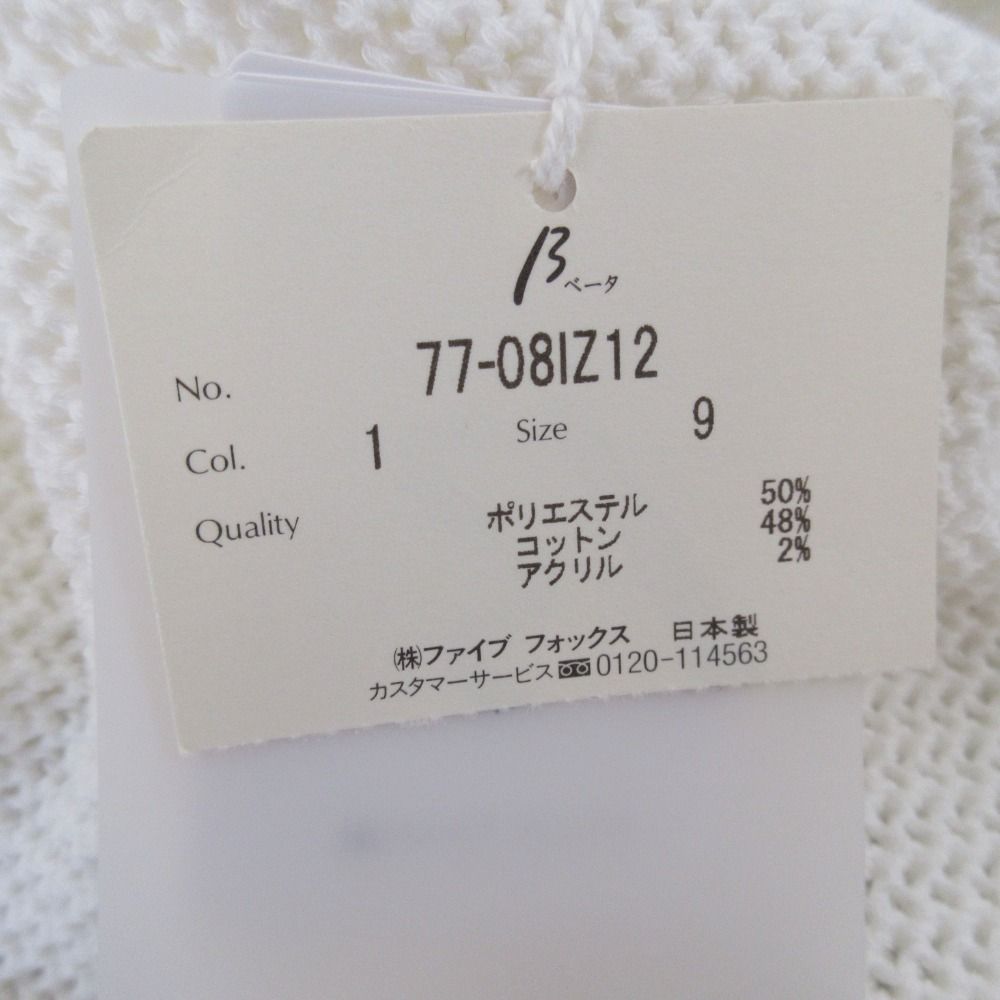 β ベータ
No. 77-08IZ12
Col. 1 Size 9
Quality ポリエステル 50%
コットン 48%
アクリル 2%
㈱ファイブ フォックス 日本製
カスタマーサービス 0120-114563